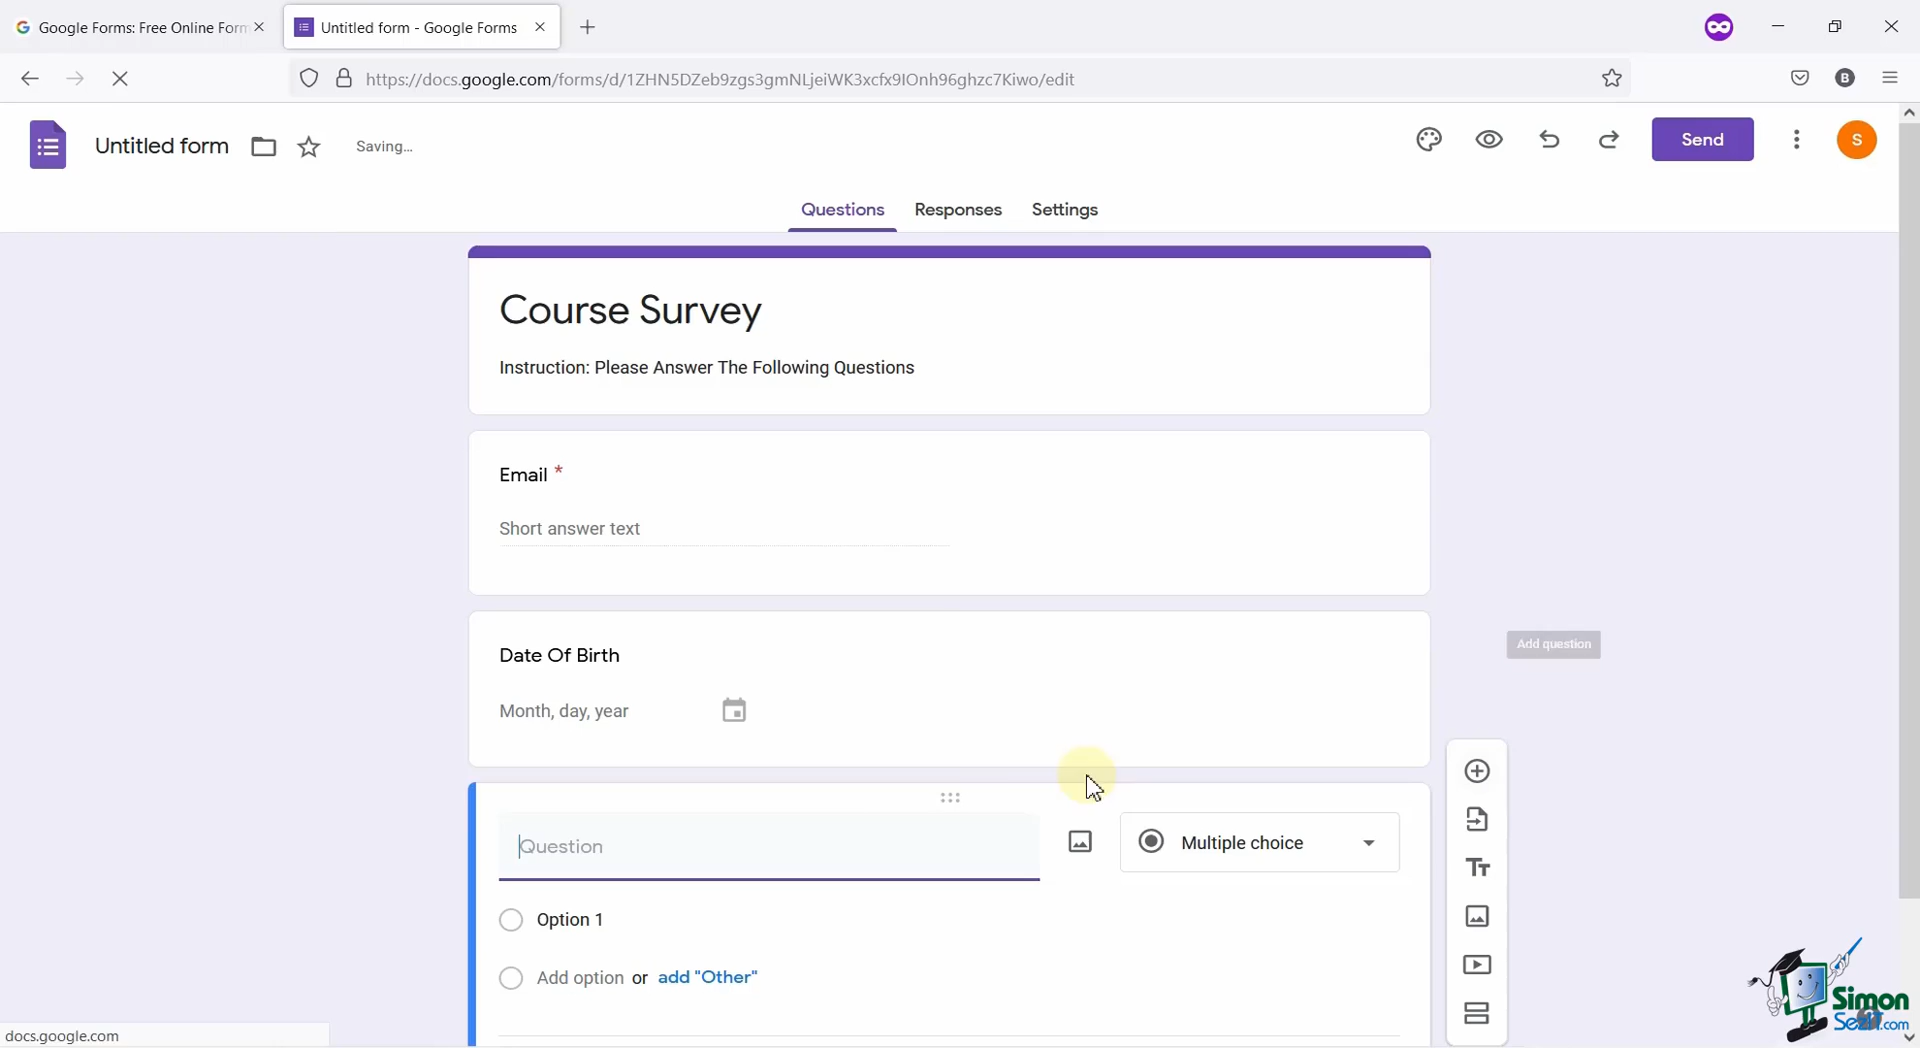 Google Forms: Free Online Form
Untitled form - Google Forms
https://docs.google.com/forms/d/1ZHN5DZeb9zgs3gmNLjeiWK3xcfx9IOnh96ghzc7Kiwo/edit
B
Untitled form
Saving...
Send
S
Questions
Responses
Settings
Course Survey
Instruction: Please Answer The Following Questions
Email *
Short answer text
Date Of Birth
Add question
Month, day, year
Question
Multiple choice
Option 1
Add option or add "Other"
Simon
SezIT.com
docs.google.com